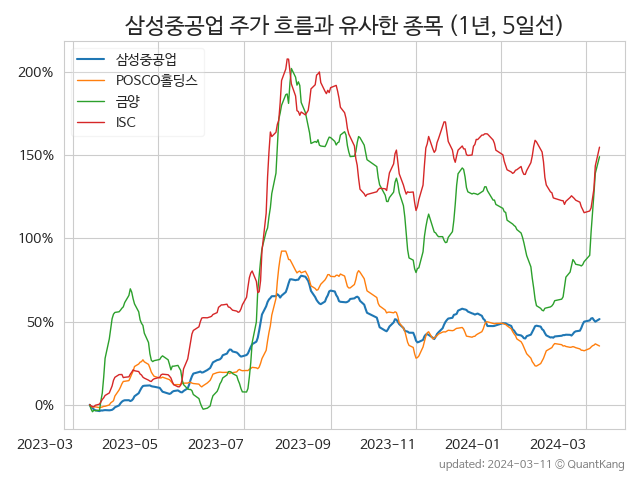 삼성중공업 주가 흐름과 유사한 종목 (1년, 5일선)
삼성중공업
POSCO홀딩스
금양
ISC
200%
150%
100%
50%
0%
2023-03
2023-05
2023-07
2023-09
2023-11
2024-01
2024-03
updated: 2024-03-11 © QuantKang